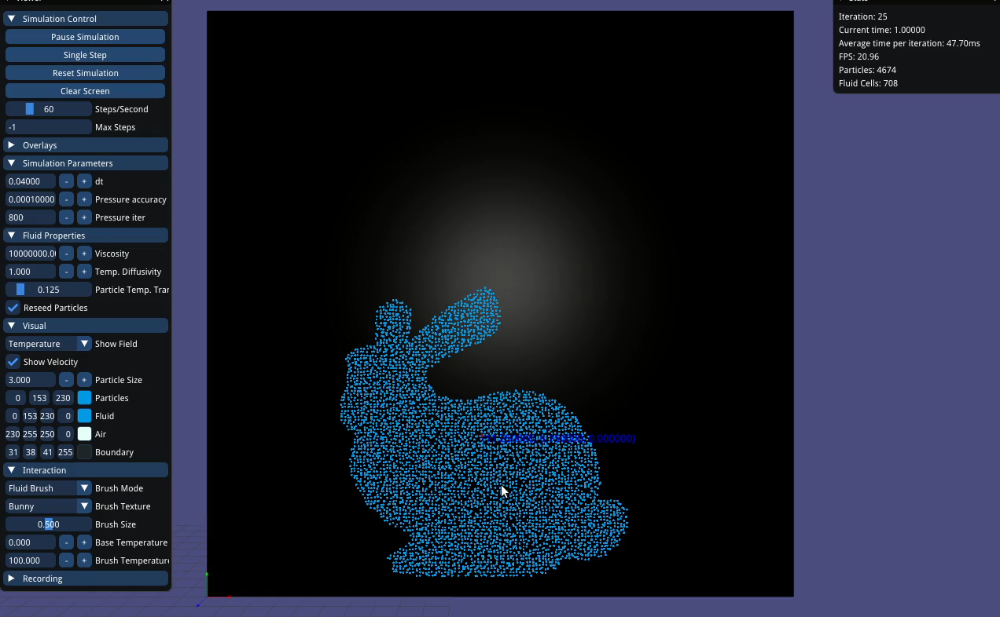 Simulation Control
Pause Simulation
Single Step
Reset Simulation
Clear Screen
60 Steps/Second
-1 Max Steps
Overlays
Simulation Parameters
0.04000 - + dt
0.00010000 - + Pressure accuracy
800 - + Pressure iter
Fluid Properties
10000000.0 - + Viscosity
1.000 - + Temp. Diffusivity
0.125 Particle Temp. Tran
Reseed Particles
Visual
Temperature Show Field
Show Velocity
3.000 - + Particle Size
0 153 230 Particles
0 153 230 0 Fluid
230 255 250 0 Air
31 38 41 255 Boundary
Interaction
Fluid Brush Brush Mode
Bunny Brush Texture
0.500 Brush Size
0.000 - + Base Temperature
100.000 - + Brush Temperature
Recording
Iteration: 25
Current time: 1.00000
Average time per iteration: 47.70ms
FPS: 20.96
Particles: 4674
Fluid Cells: 708